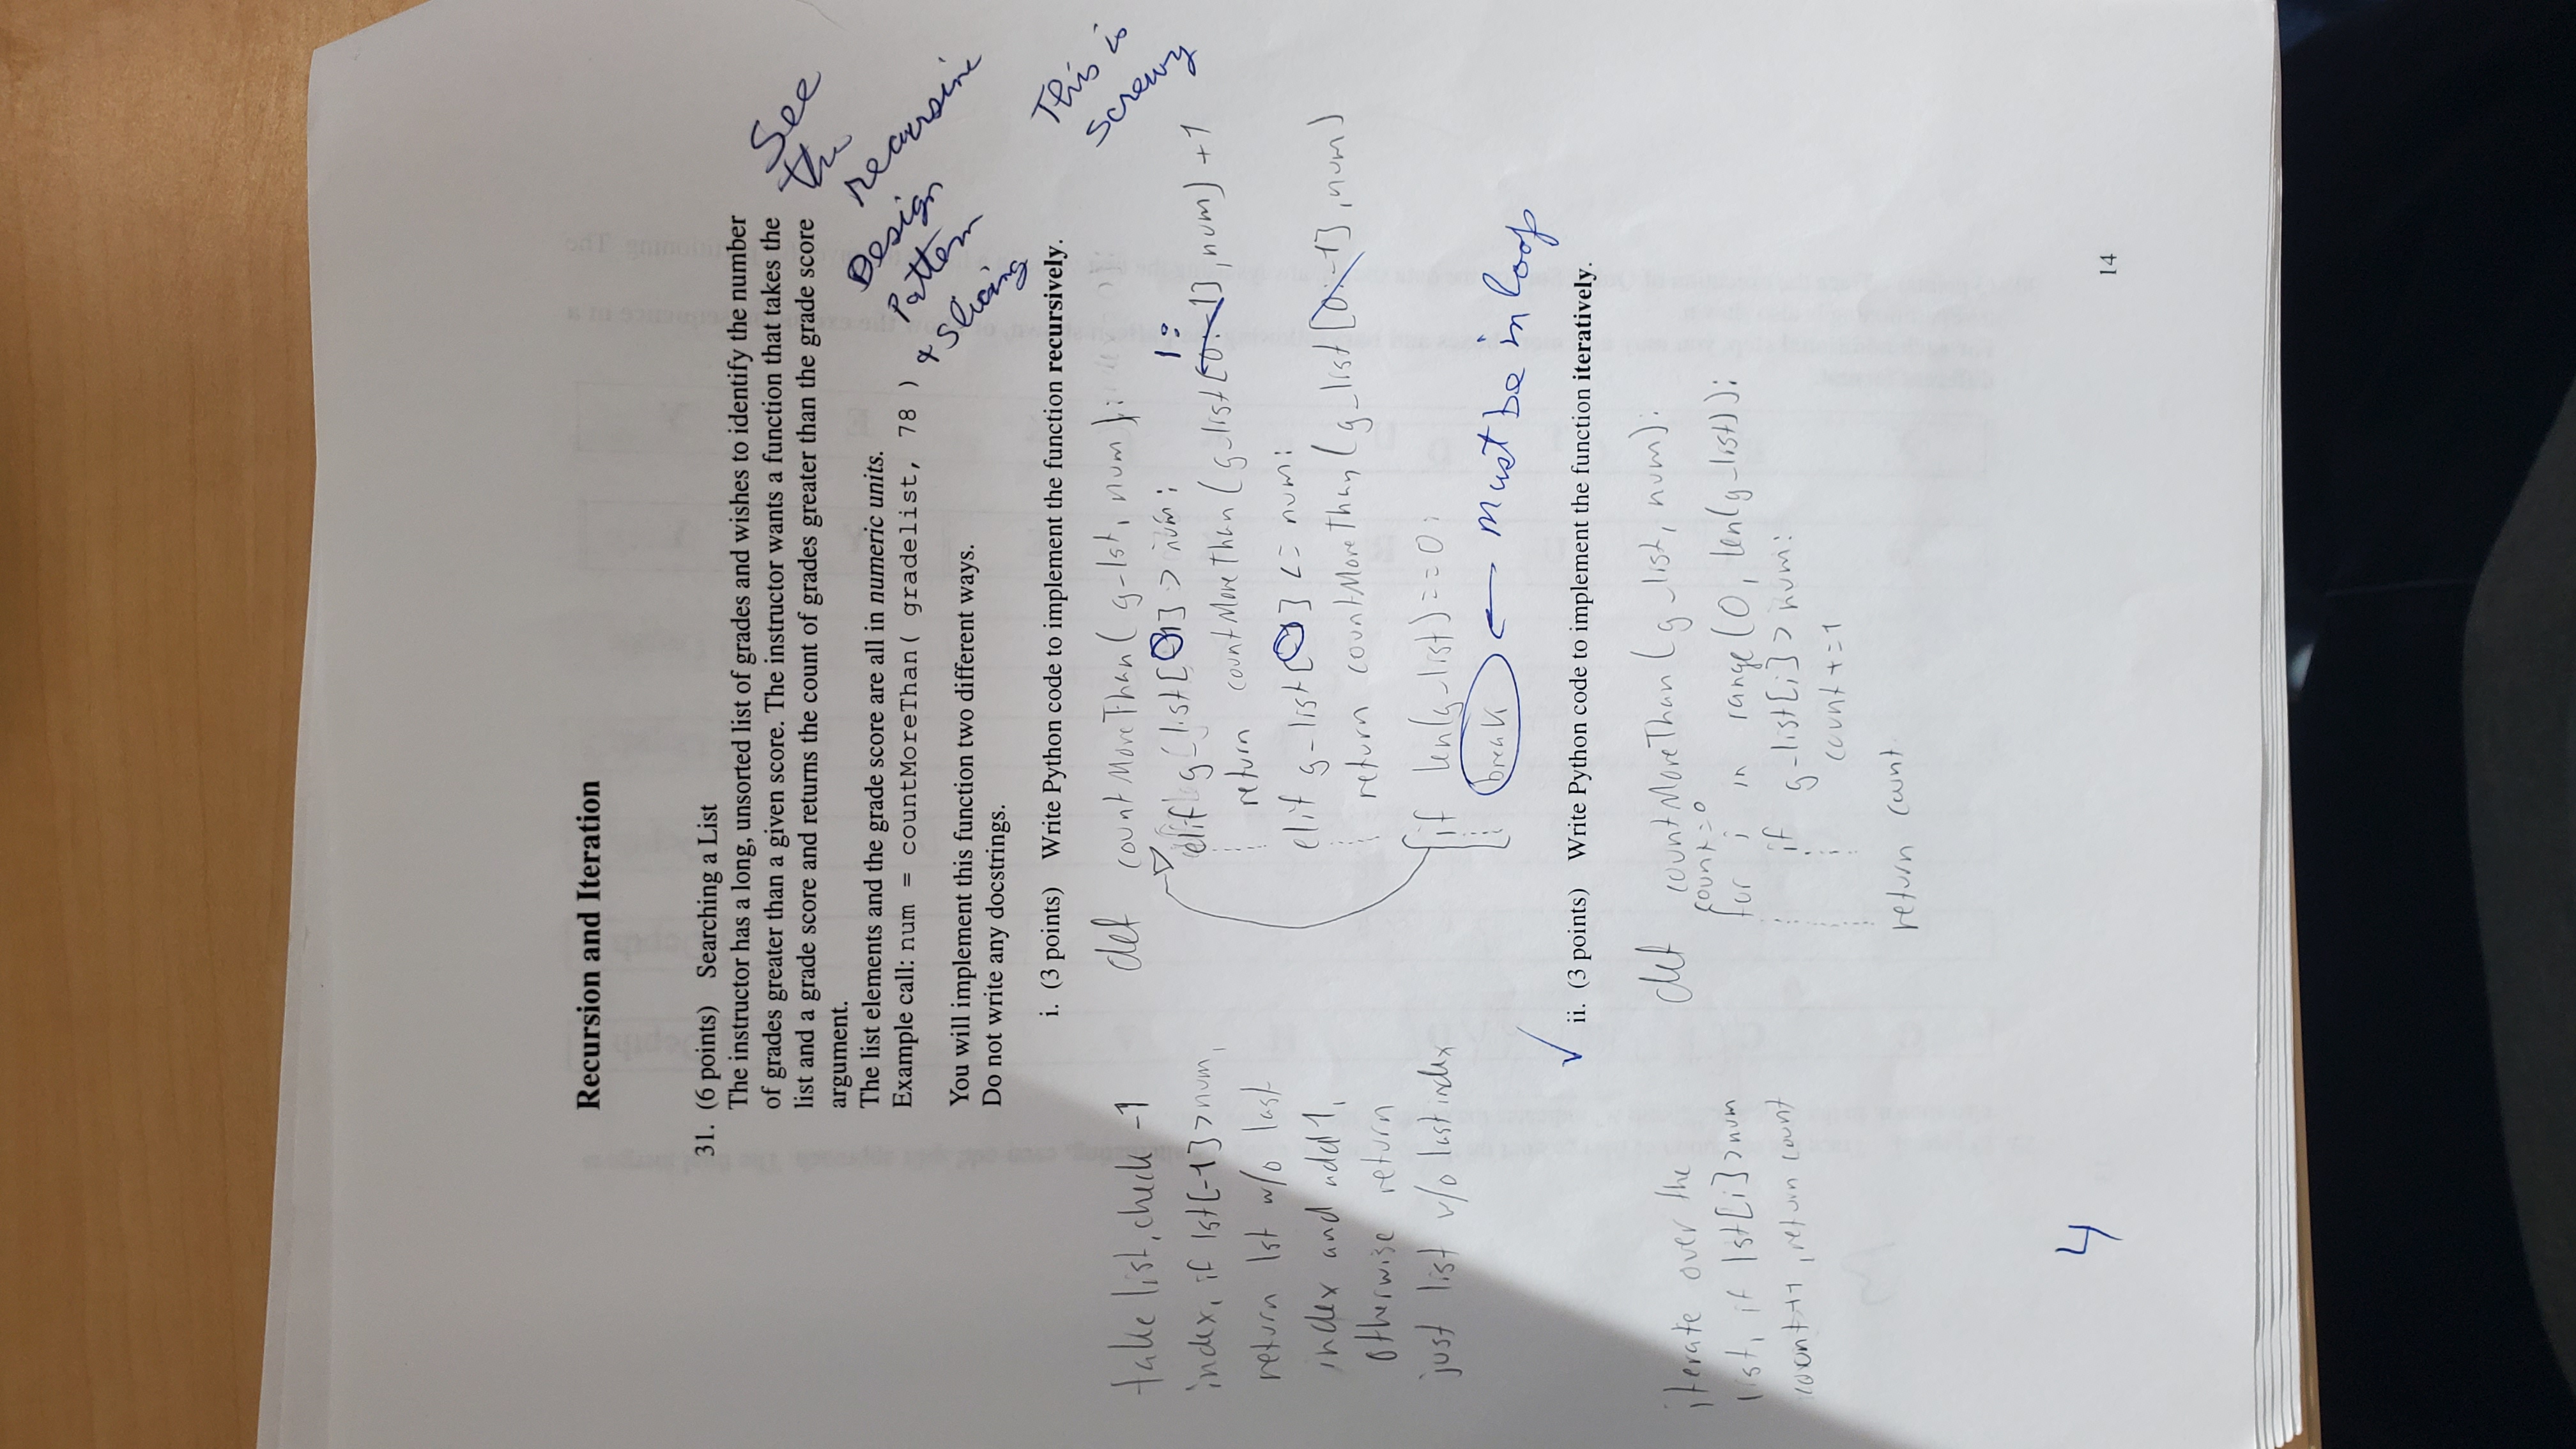 Recursion and Iteration
31. (6 points) Searching a List
The instructor has a long, unsorted list of grades and wishes to identify the number
of grades greater than a given score. The instructor wants a function that takes the
list and a grade score and returns the count of grades greater than the grade score
argument.
The list elements and the grade score are all in numeric units.
Example call: num = countMoreThan( gradelist, 78 )
See
the
recursive
Design
Pattern
& slicing
You will implement this function two different ways.
Do not write any docstrings.
i. (3 points) Write Python code to implement the function recursively.
This is
screwy
take list, check -1
index, if lst[-1]>num,
return lst w/o last
index and add 1,
otherwise return
just list w/o last index
def countMoreThan(g-lst, num):
elif g-list[0] > num:
1:
return countMoreThan(g-list[0:-1], num) +1
elif g-list[0] <= num:
return countMoreThan(g_list[0:-1], num)
if len(g-list)==0:
break ← must be in loop
✓ ii. (3 points) Write Python code to implement the function iteratively.
iterate over the
list, if lst[i]>num
count++, return count
def countMoreThan(g_list, num):
count=0
for i in range(0, len(g-list)):
if g-list[i]>num:
count+=1
return count
4
14